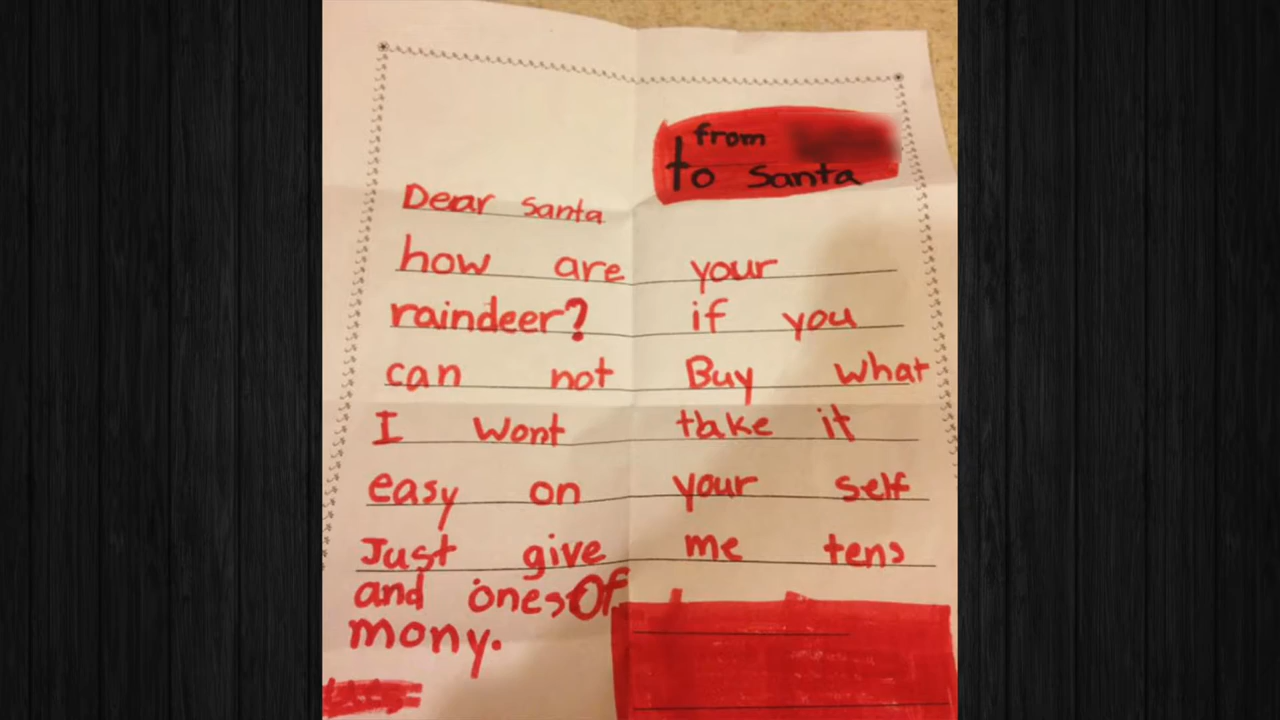 from
to Santa
Dear Santa
how are your
raindeer? if you
can not Buy what
I wont take it
easy on your self
Just give me tens
and ones Of
mony.